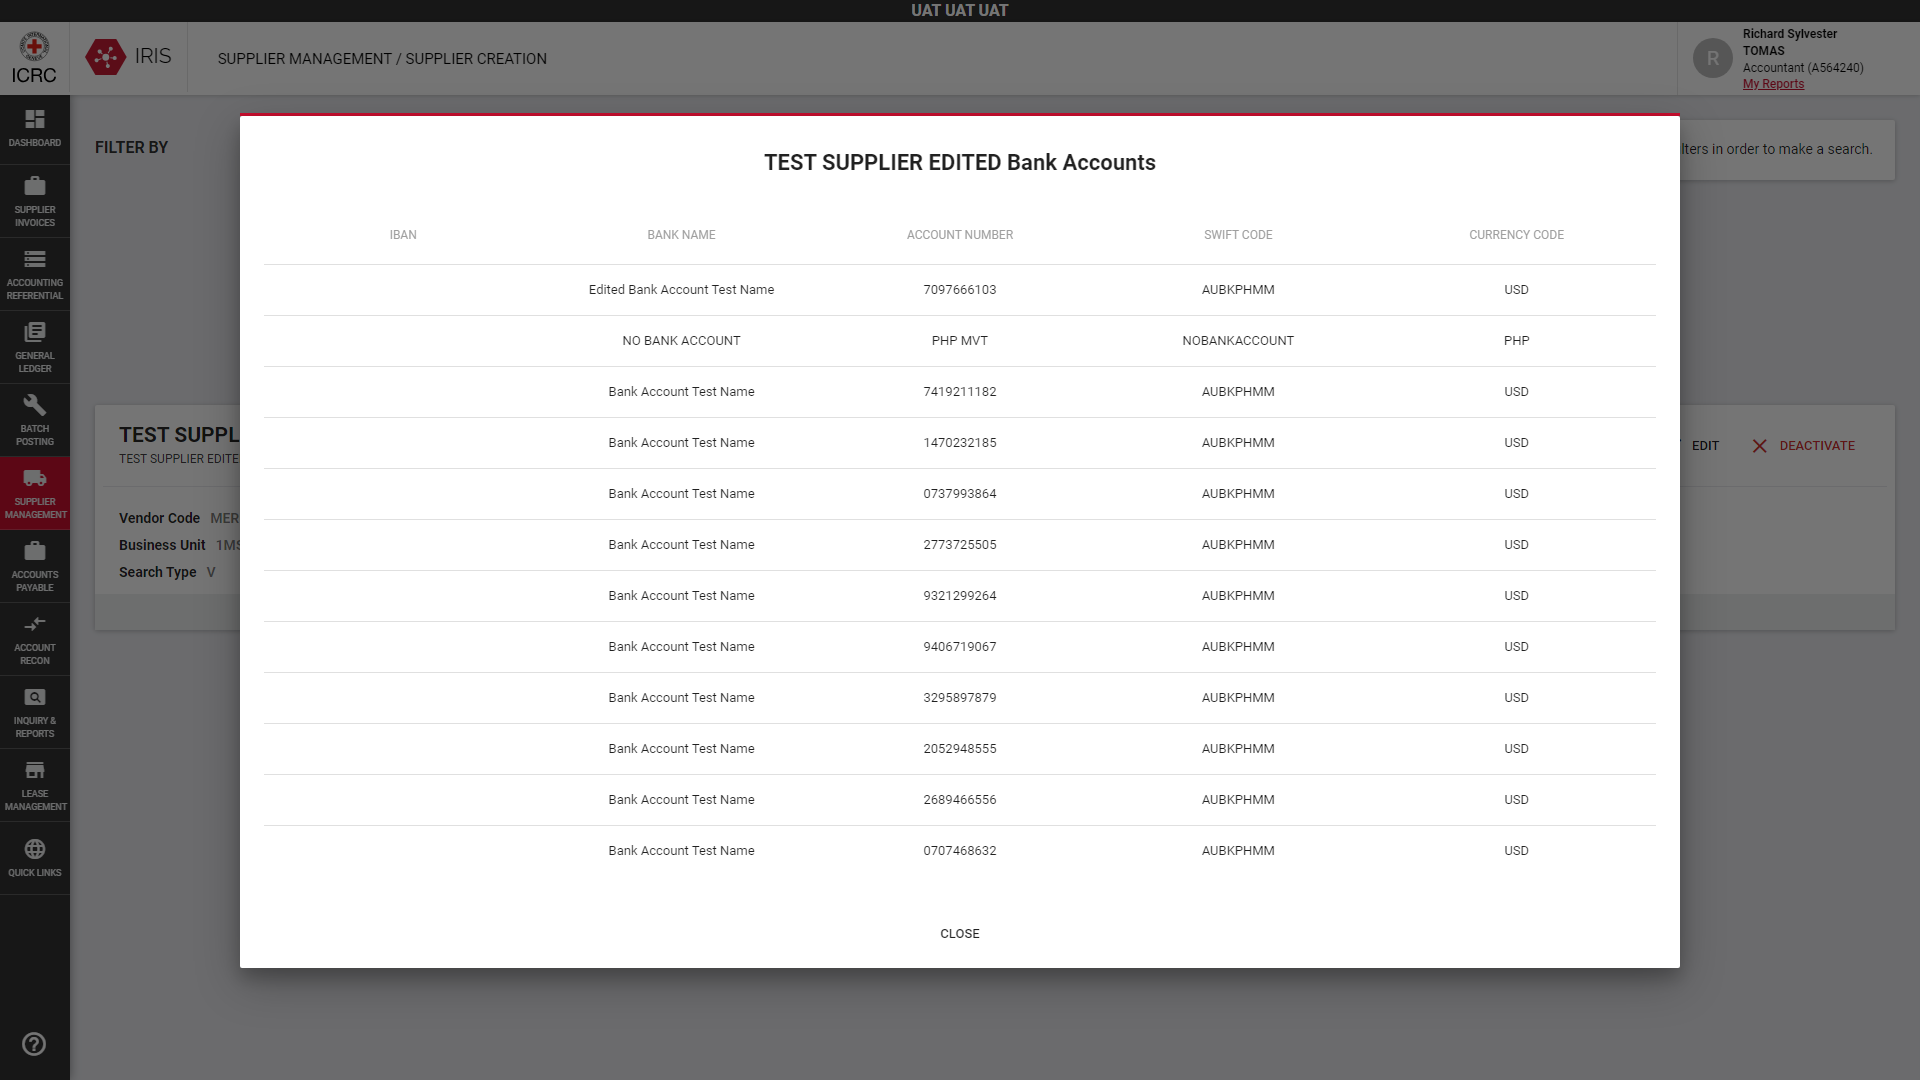 UAT UAT UAT
ICRC
IRIS
SUPPLIER MANAGEMENT / SUPPLIER CREATION
R
Richard Sylvester
TOMAS
Accountant (A564240)
My Reports
DASHBOARD
SUPPLIER
INVOICES
ACCOUNTING
REFERENTIAL
GENERAL
LEDGER
BATCH
POSTING
SUPPLIER
MANAGEMENT
ACCOUNTS
PAYABLE
ACCOUNT
RECON
INQUIRY &
REPORTS
LEASE
MANAGEMENT
QUICK LINKS
FILTER BY
lters in order to make a search.
TEST SUPPL
TEST SUPPLIER EDITE
EDIT
DEACTIVATE
Vendor Code MER
Business Unit 1MS
Search Type V
TEST SUPPLIER EDITED Bank Accounts
IBAN BANK NAME ACCOUNT NUMBER SWIFT CODE CURRENCY CODE
Edited Bank Account Test Name 7097666103 AUBKPHMM USD
NO BANK ACCOUNT PHP MVT NOBANKACCOUNT PHP
Bank Account Test Name 7419211182 AUBKPHMM USD
Bank Account Test Name 1470232185 AUBKPHMM USD
Bank Account Test Name 0737993864 AUBKPHMM USD
Bank Account Test Name 2773725505 AUBKPHMM USD
Bank Account Test Name 9321299264 AUBKPHMM USD
Bank Account Test Name 9406719067 AUBKPHMM USD
Bank Account Test Name 3295897879 AUBKPHMM USD
Bank Account Test Name 2052948555 AUBKPHMM USD
Bank Account Test Name 2689466556 AUBKPHMM USD
Bank Account Test Name 0707468632 AUBKPHMM USD
CLOSE